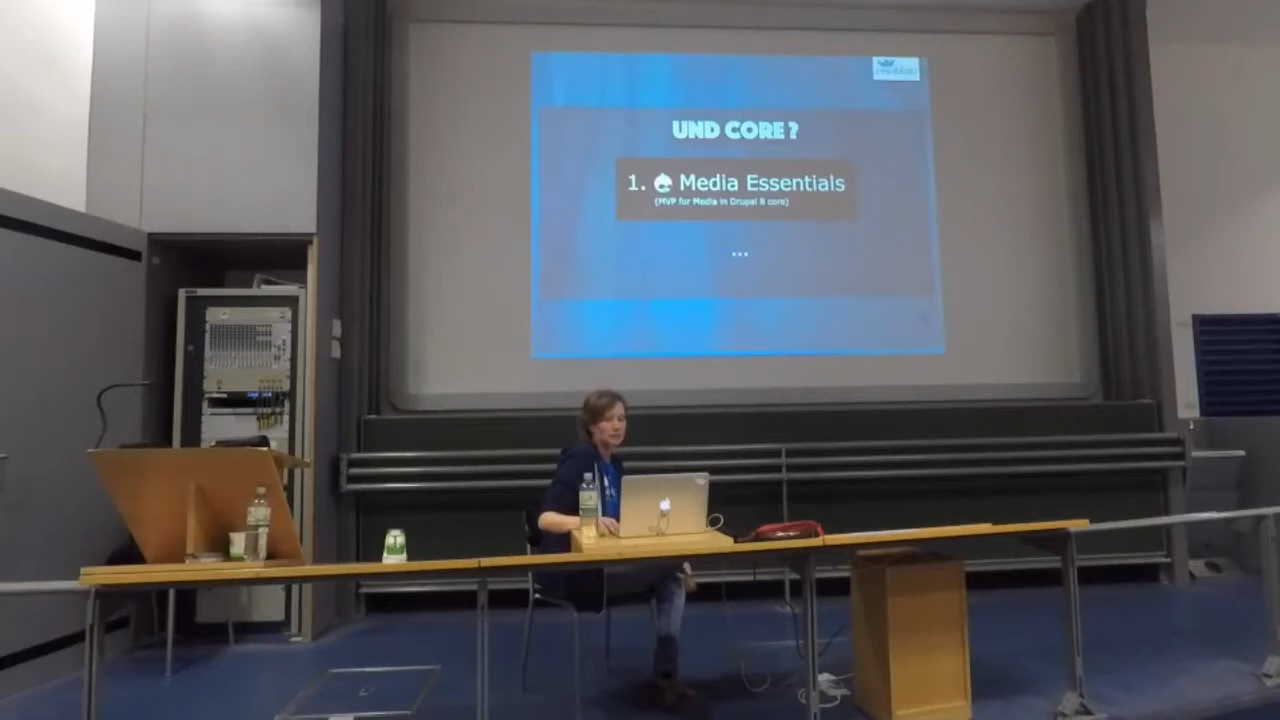 UND CORE ?
1. Media Essentials
(MVP for Media in Drupal 8 core)
...